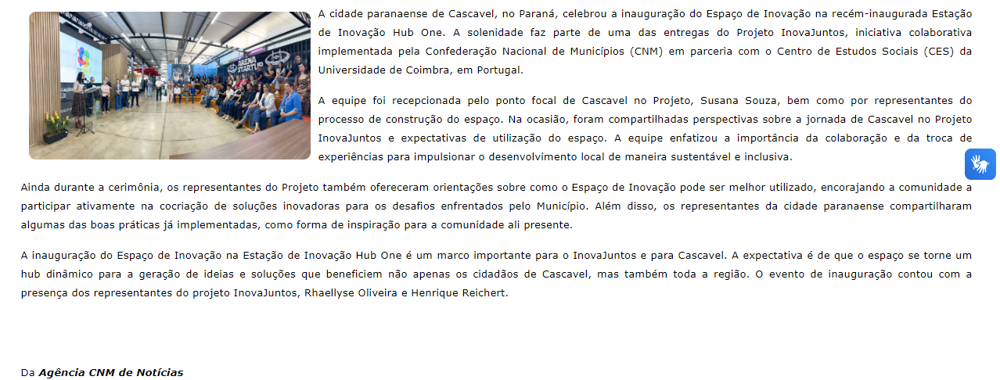 A cidade paranaense de Cascavel, no Paraná, celebrou a inauguração do Espaço de Inovação na recém-inaugurada Estação
de Inovação Hub One. A solenidade faz parte de uma das entregas do Projeto InovaJuntos, iniciativa colaborativa
implementada pela Confederação Nacional de Municípios (CNM) em parceria com o Centro de Estudos Sociais (CES) da
Universidade de Coimbra, em Portugal.
ARENA
STARTUP
A equipe foi recepcionada pelo ponto focal de Cascavel no Projeto, Susana Souza, bem como por representantes do
processo de construção do espaço. Na ocasião, foram compartilhadas perspectivas sobre a jornada de Cascavel no Projeto
InovaJuntos e expectativas de utilização do espaço. A equipe enfatizou a importância da colaboração e da troca de
experiências para impulsionar o desenvolvimento local de maneira sustentável e inclusiva.
Ainda durante a cerimônia, os representantes do Projeto também ofereceram orientações sobre como o Espaço de Inovação pode ser melhor utilizado, encorajando a comunidade a
participar ativamente na cocriação de soluções inovadoras para os desafios enfrentados pelo Município. Além disso, os representantes da cidade paranaense compartilharam
algumas das boas práticas já implementadas, como forma de inspiração para a comunidade ali presente.
A inauguração do Espaço de Inovação na Estação de Inovação Hub One é um marco importante para o InovaJuntos e para Cascavel. A expectativa é de que o espaço se torne um
hub dinâmico para a geração de ideias e soluções que beneficiem não apenas os cidadãos de Cascavel, mas também toda a região. O evento de inauguração contou com a
presença dos representantes do projeto InovaJuntos, Rhaellyse Oliveira e Henrique Reichert.
Da Agência CNM de Notícias